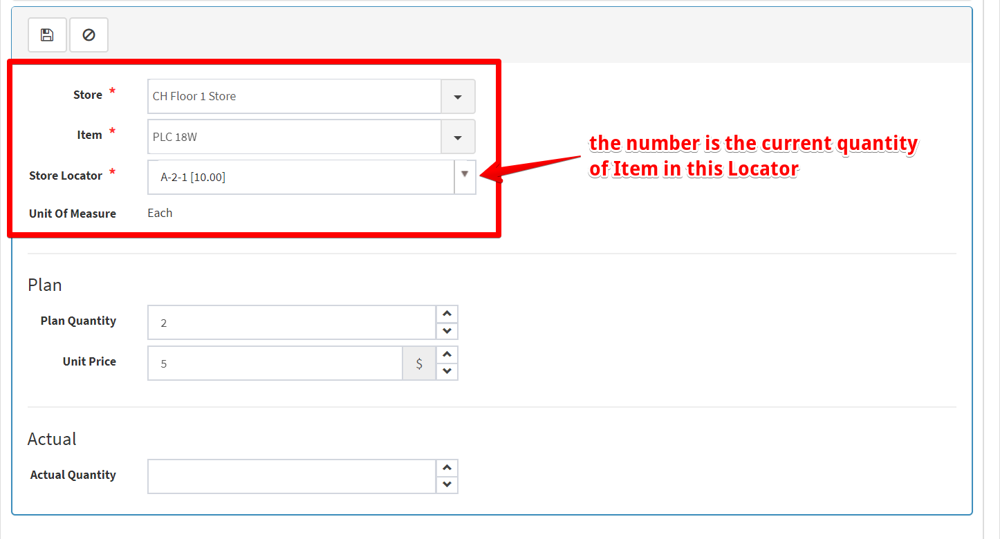 Store *
CH Floor 1 Store
Item *
PLC 18W
Store Locator *
A-2-1 [10.00]
Unit Of Measure
Each
the number is the current quantity
of Item in this Locator
Plan
Plan Quantity
2
Unit Price
5
$
Actual
Actual Quantity